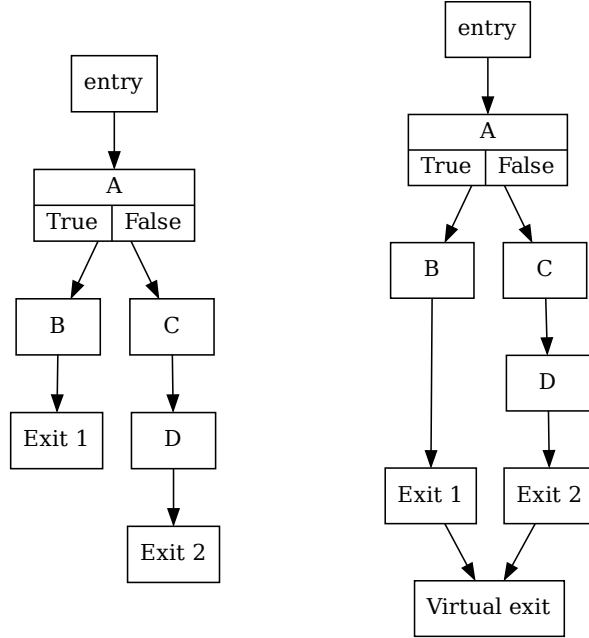 entry
A
True False
B C
Exit 1 D
Exit 2
entry
A
True False
B C
D
Exit 1 Exit 2
Virtual exit